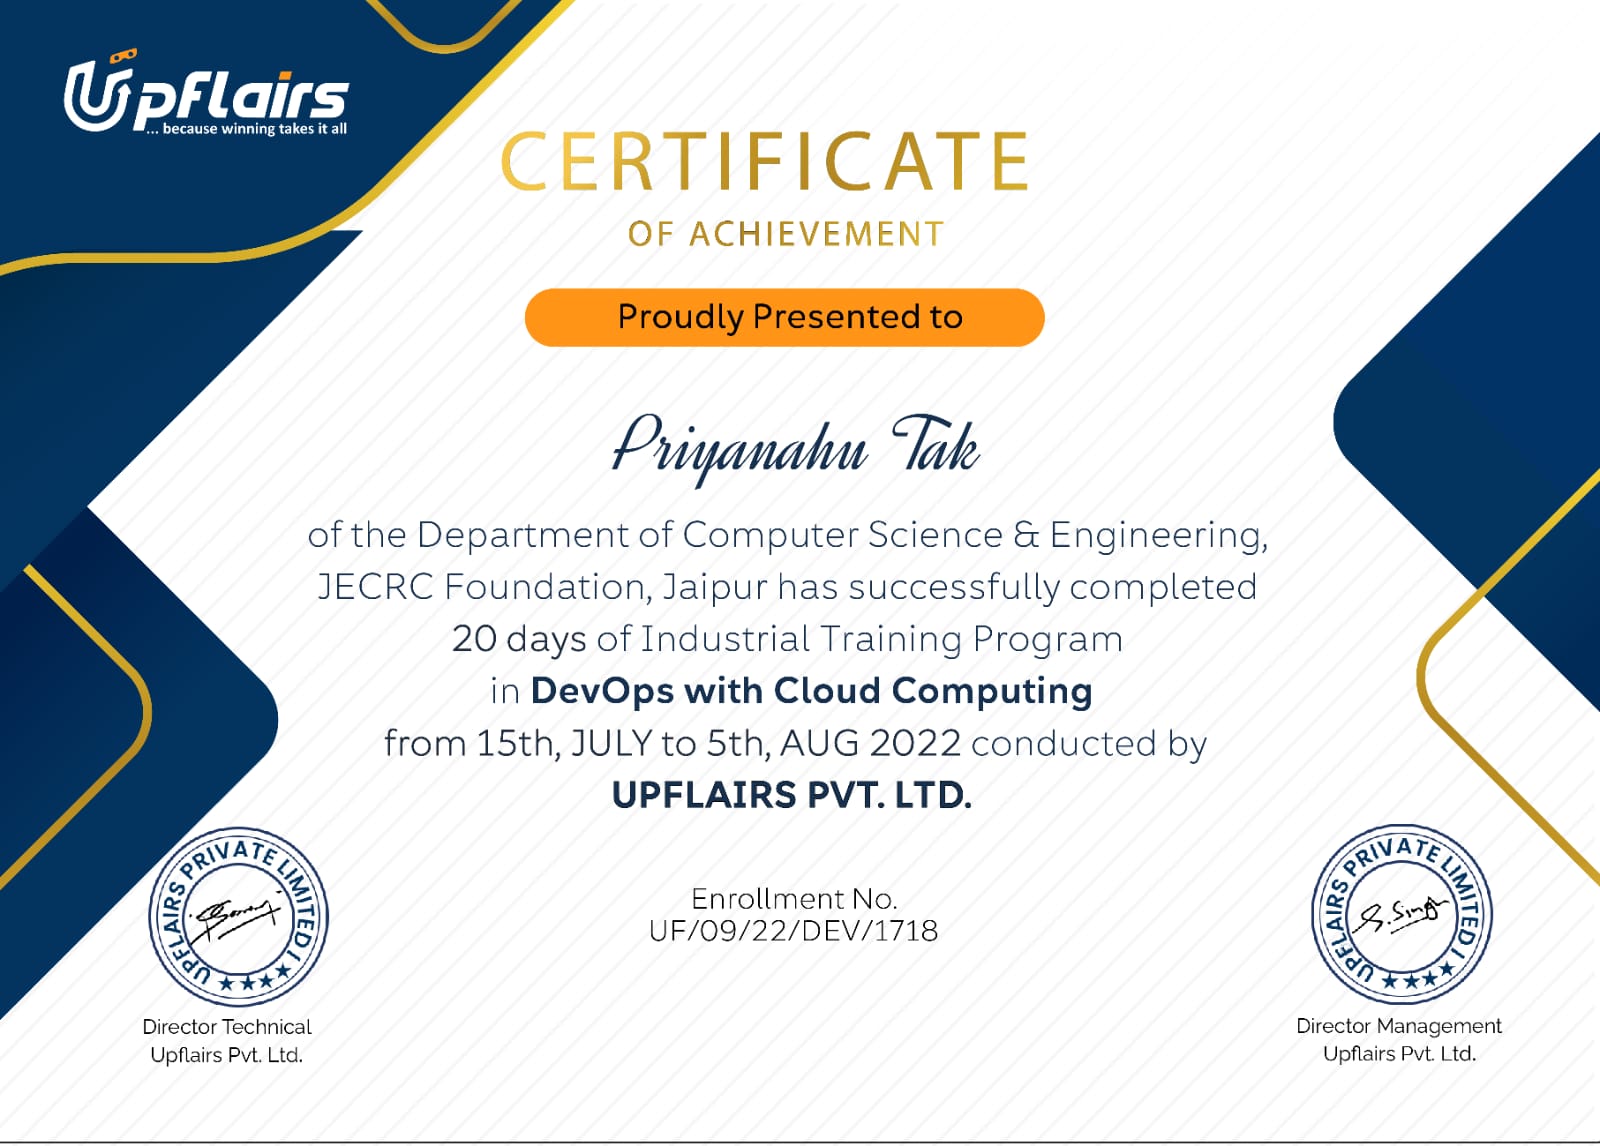 Upflairs
... because winning takes it all
CERTIFICATE
OF ACHIEVEMENT
Proudly Presented to
Priyanahu Tak
of the Department of Computer Science & Engineering,
JECRC Foundation, Jaipur has successfully completed
20 days of Industrial Training Program
in DevOps with Cloud Computing
from 15th, JULY to 5th, AUG 2022 conducted by
UPFLAIRS PVT. LTD.
Enrollment No.
UF/09/22/DEV/1718
UPFLAIRS PRIVATE LIMITED
Director Technical
Upflairs Pvt. Ltd.
UPFLAIRS PRIVATE LIMITED
S. Singh
Director Management
Upflairs Pvt. Ltd.